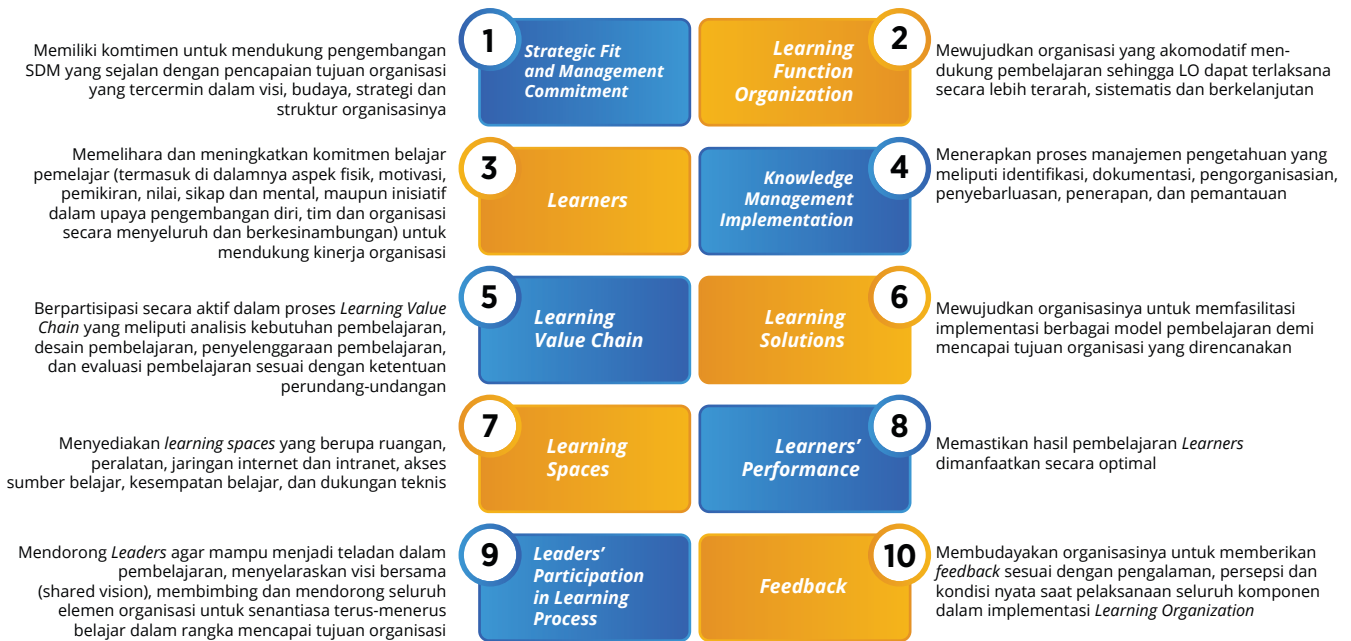 Memiliki komtimen untuk mendukung pengembangan
SDM yang sejalan dengan pencapaian tujuan organisasi
yang tercermin dalam visi, budaya, strategi dan
struktur organisasinya
1
Strategic Fit
and Management
Commitment
Learning
Function
Organization
2
Mewujudkan organisasi yang akomodatif men-
dukung pembelajaran sehingga LO dapat terlaksana
secara lebih terarah, sistematis dan berkelanjutan
Memelihara dan meningkatkan komitmen belajar
pemelajar (termasuk di dalamnya aspek fisik, motivasi,
pemikiran, nilai, sikap dan mental, maupun inisiatif
dalam upaya pengembangan diri, tim dan organisasi
secara menyeluruh dan berkesinambungan) untuk
mendukung kinerja organisasi
3
Learners
Knowledge
Management
Implementation
4
Menerapkan proses manajemen pengetahuan yang
meliputi identifikasi, dokumentasi, pengorganisasian,
penyebarluasan, penerapan, dan pemantauan
Berpartisipasi secara aktif dalam proses Learning Value
Chain yang meliputi analisis kebutuhan pembelajaran,
desain pembelajaran, penyelenggaraan pembelajaran,
dan evaluasi pembelajaran sesuai dengan ketentuan
perundang-undangan
5
Learning
Value Chain
Learning
Solutions
6
Mewujudkan organisasinya untuk memfasilitasi
implementasi berbagai model pembelajaran demi
mencapai tujuan organisasi yang direncanakan
Menyediakan learning spaces yang berupa ruangan,
peralatan, jaringan internet dan intranet, akses
sumber belajar, kesempatan belajar, dan dukungan teknis
7
Learning
Spaces
Learners'
Performance
8
Memastikan hasil pembelajaran Learners
dimanfaatkan secara optimal
Mendorong Leaders agar mampu menjadi teladan dalam
pembelajaran, menyelaraskan visi bersama
(shared vision), membimbing dan mendorong seluruh
elemen organisasi untuk senantiasa terus-menerus
belajar dalam rangka mencapai tujuan organisasi
9
Leaders'
Participation
in Learning
Process
Feedback
10
Membudayakan organisasinya untuk memberikan
feedback sesuai dengan pengalaman, persepsi dan
kondisi nyata saat pelaksanaan seluruh komponen
dalam implementasi Learning Organization